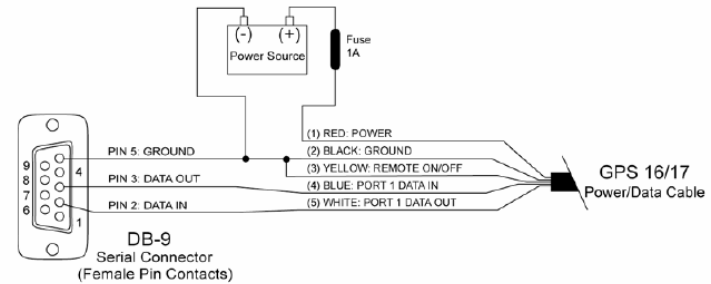 (-) (+)
Power Source
Fuse
1A
(1) RED: POWER
PIN 5: GROUND
(2) BLACK: GROUND
(3) YELLOW: REMOTE ON/OFF
PIN 3: DATA OUT
(4) BLUE: PORT 1 DATA IN
PIN 2: DATA IN
(5) WHITE: PORT 1 DATA OUT
9
8
7
6
4
1
GPS 16/17
Power/Data Cable
DB-9
Serial Connector
(Female Pin Contacts)